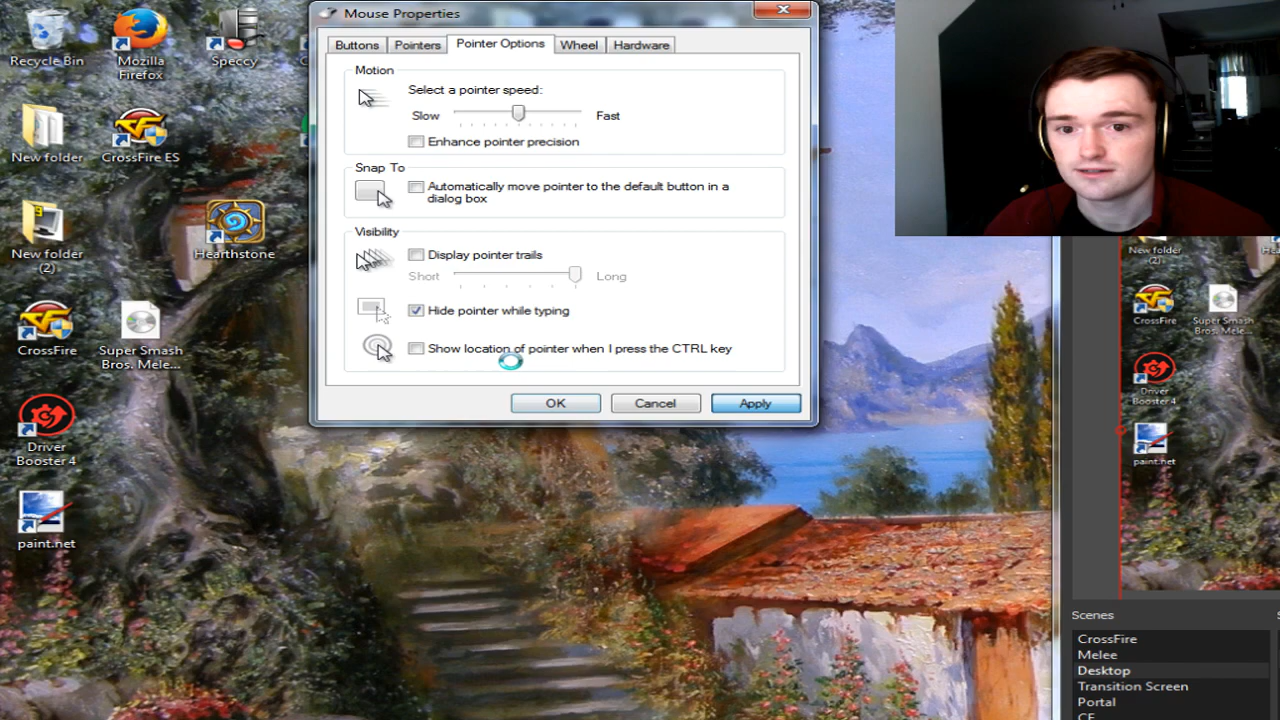 Mouse Properties
Buttons
Pointers
Pointer Options
Wheel
Hardware
Motion
Select a pointer speed:
Slow
Fast
Enhance pointer precision
Snap To
Automatically move pointer to the default button in a
dialog box
Visibility
Display pointer trails
Short
Long
Hide pointer while typing
Show location of pointer when I press the CTRL key
OK
Cancel
Apply
Recycle Bin
Mozilla
Firefox
Speccy
New folder
CrossFire ES
New folder
(2)
Hearthstone
CrossFire
Super Smash
Bros. Mele...
Driver
Booster 4
paint.net
New folder
(2)
CrossFire
Super Smash
Bros. Mele...
Driver
Booster 4
paint.net
Scenes
CrossFire
Melee
Desktop
Transition Screen
Portal
CF